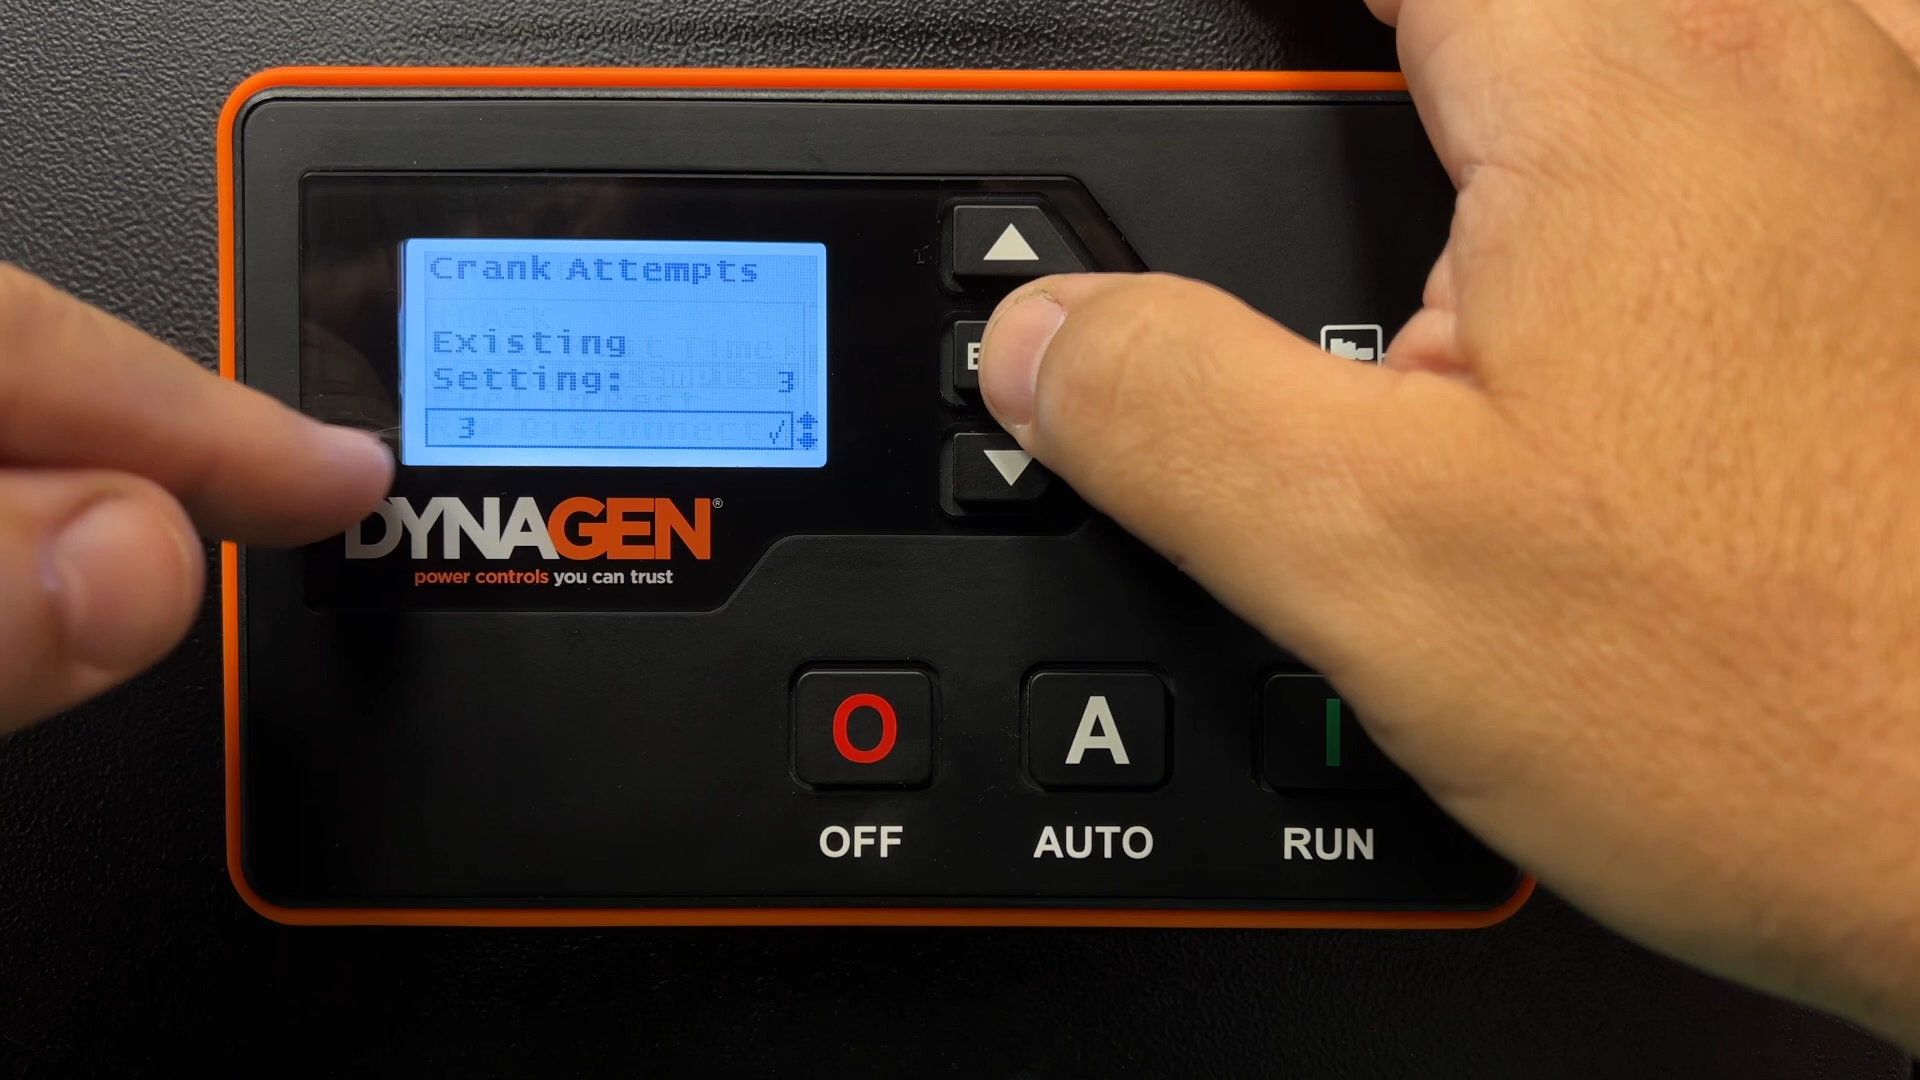 Crank Attempts
Existing
Setting: 3
3 ✓
DYNAGEN®
power controls you can trust
O
A
I
OFF
AUTO
RUN